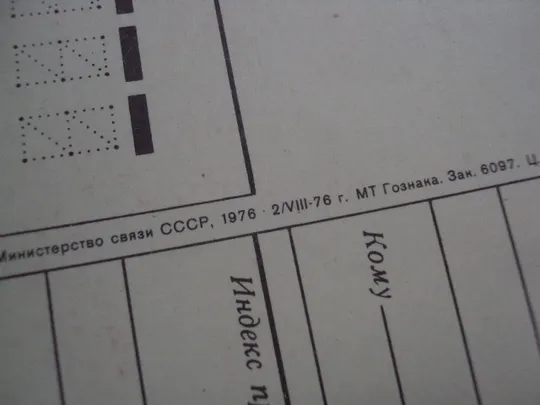 Министерство связи СССР, 1976 · 2/VIII-76 г. МТ Гознака. Зак. 6097. Ц.
Кому
Индекс